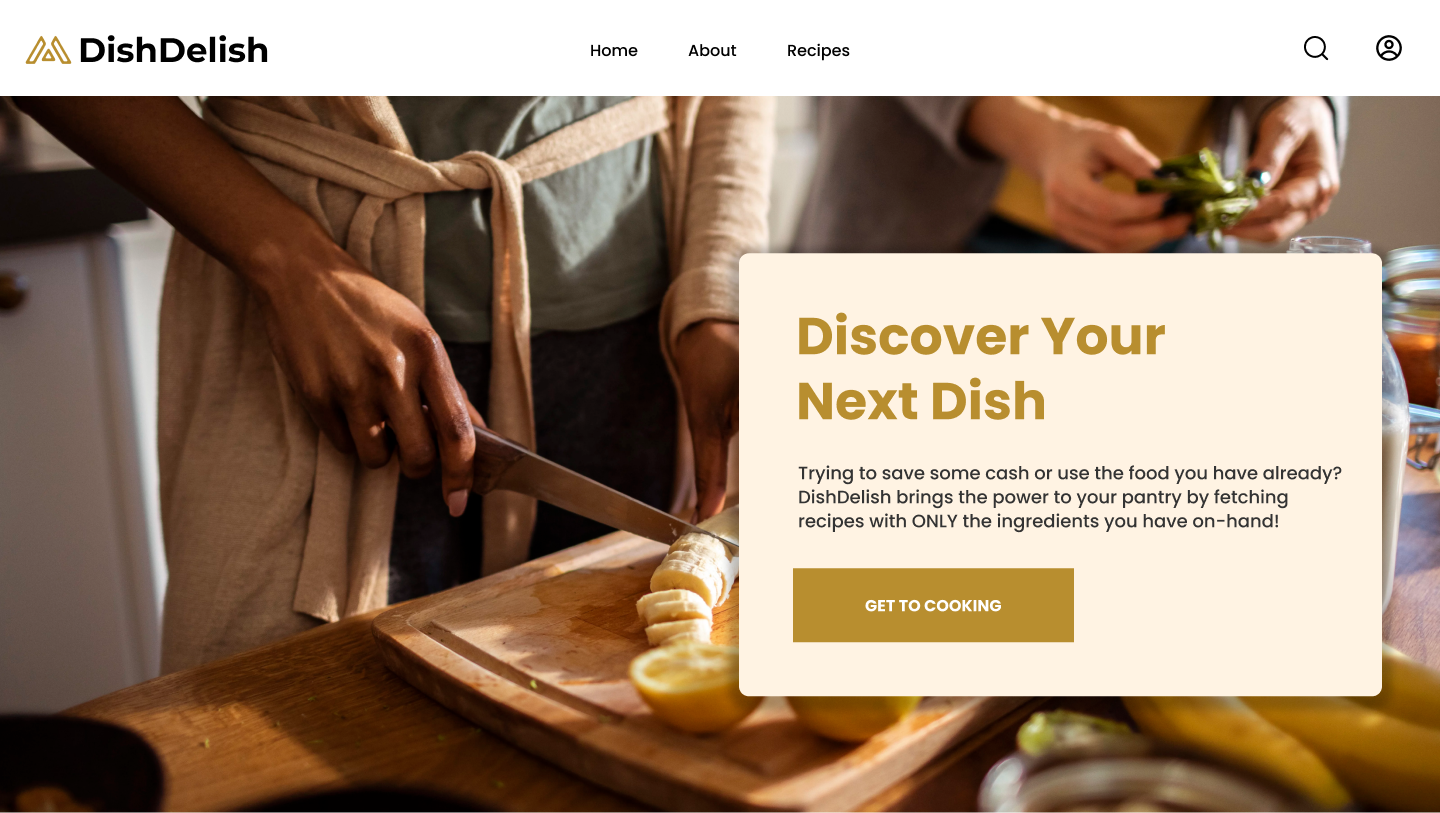 DishDelish
Home About Recipes
Discover Your
Next Dish
Trying to save some cash or use the food you have already?
DishDelish brings the power to your pantry by fetching
recipes with ONLY the ingredients you have on-hand!
GET TO COOKING